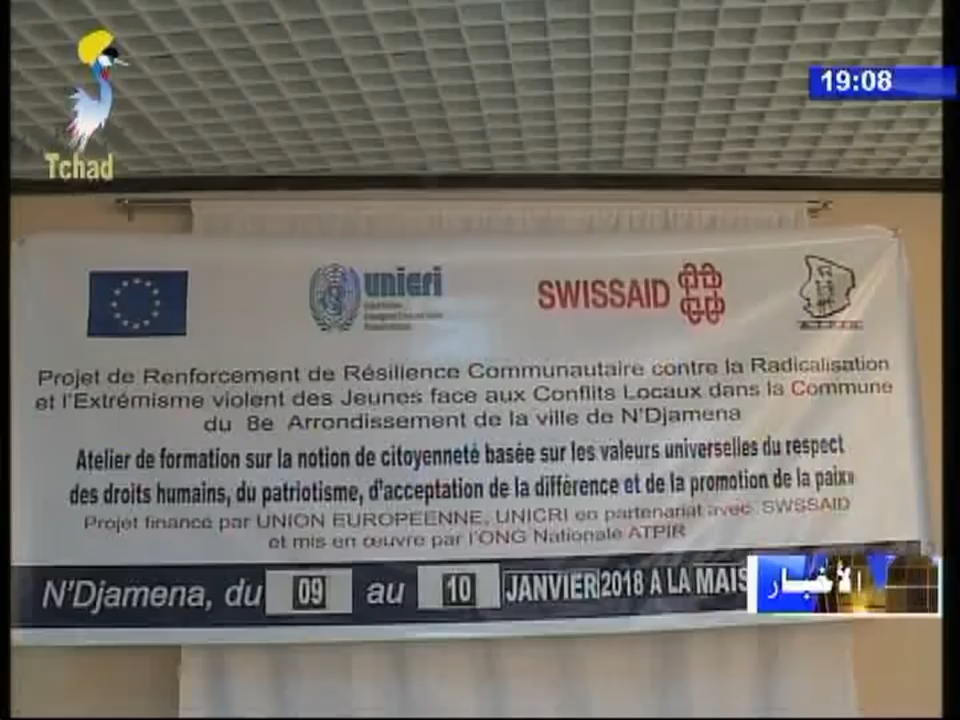 Tchad
19:08
unicri
SWISSAID
A.T.P.I.R
Projet de Renforcement de Résilience Communautaire contre la Radicalisation
et l'Extrémisme violent des Jeunes face aux Conflits Locaux dans la Commune
du 8e Arrondissement de la ville de N'Djamena
Atelier de formation sur la notion de citoyenneté basée sur les valeurs universelles du respect
des droits humains, du patriotisme, d'acceptation de la différence et de la promotion de la paix»
Projet financé par UNION EUROPEENNE, UNICRI en partenariat avec SWSSAID
et mis en œuvre par l'ONG Nationale ATPIR
N'Djamena, du 09 au 10 JANVIER 2018 A LA MAIS
الأخبار